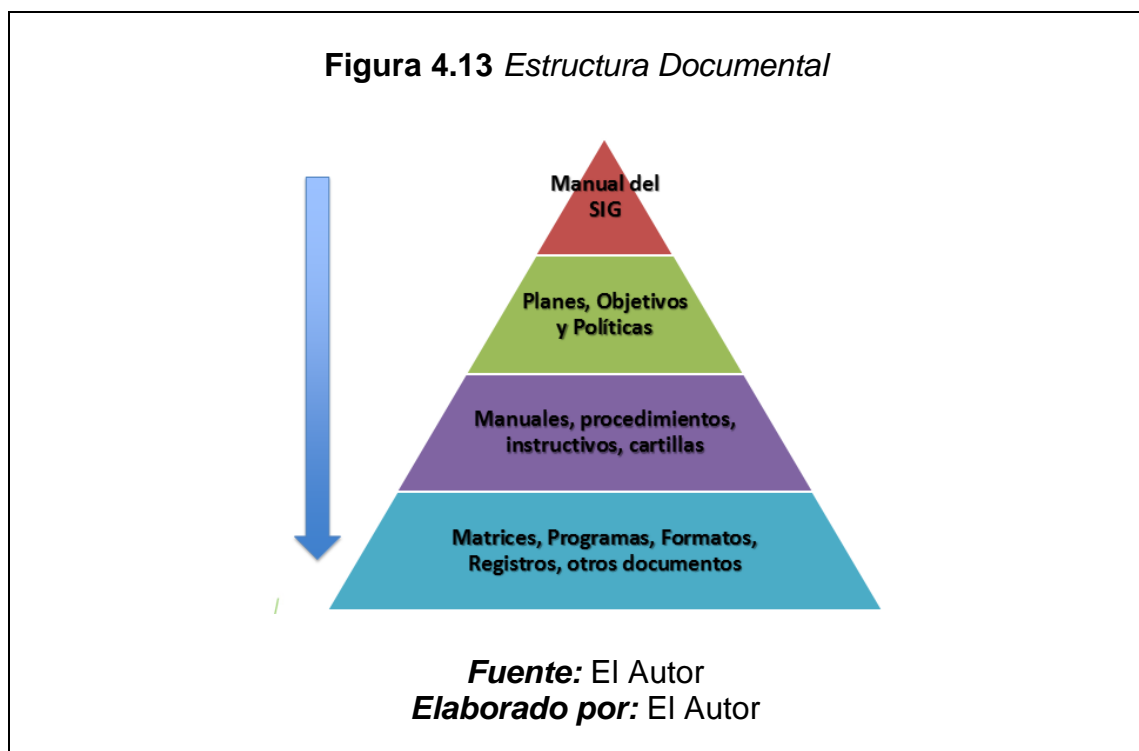 Figura 4.13 Estructura Documental
Manual del
SIG
Planes, Objetivos
y Políticas
Manuales, procedimientos,
instructivos, cartillas
Matrices, Programas, Formatos,
Registros, otros documentos
Fuente: El Autor
Elaborado por: El Autor